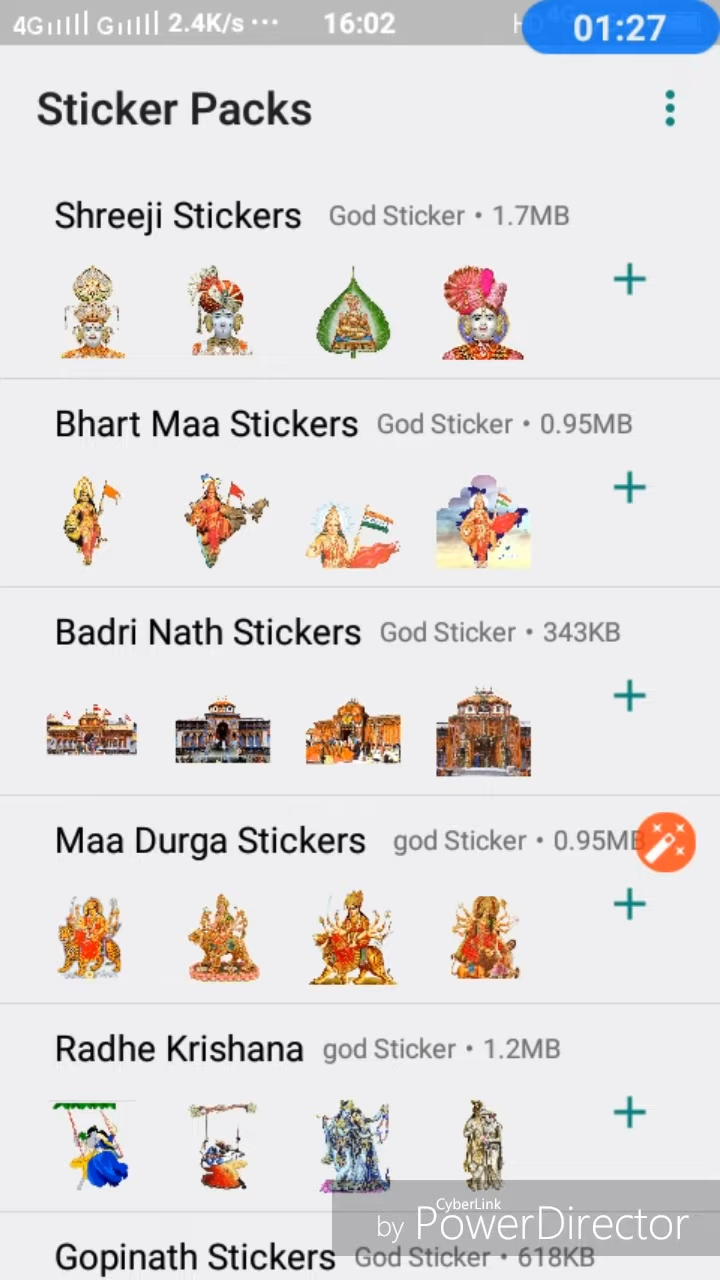 4G G 2.4K/s ... 16:02 HD 4G 01:27
Sticker Packs
Shreeji Stickers God Sticker • 1.7MB
Bhart Maa Stickers God Sticker • 0.95MB
Badri Nath Stickers God Sticker • 343KB
Maa Durga Stickers god Sticker • 0.95MB
Radhe Krishana god Sticker • 1.2MB
CyberLink
by PowerDirector
Gopinath Stickers God Sticker • 618KB